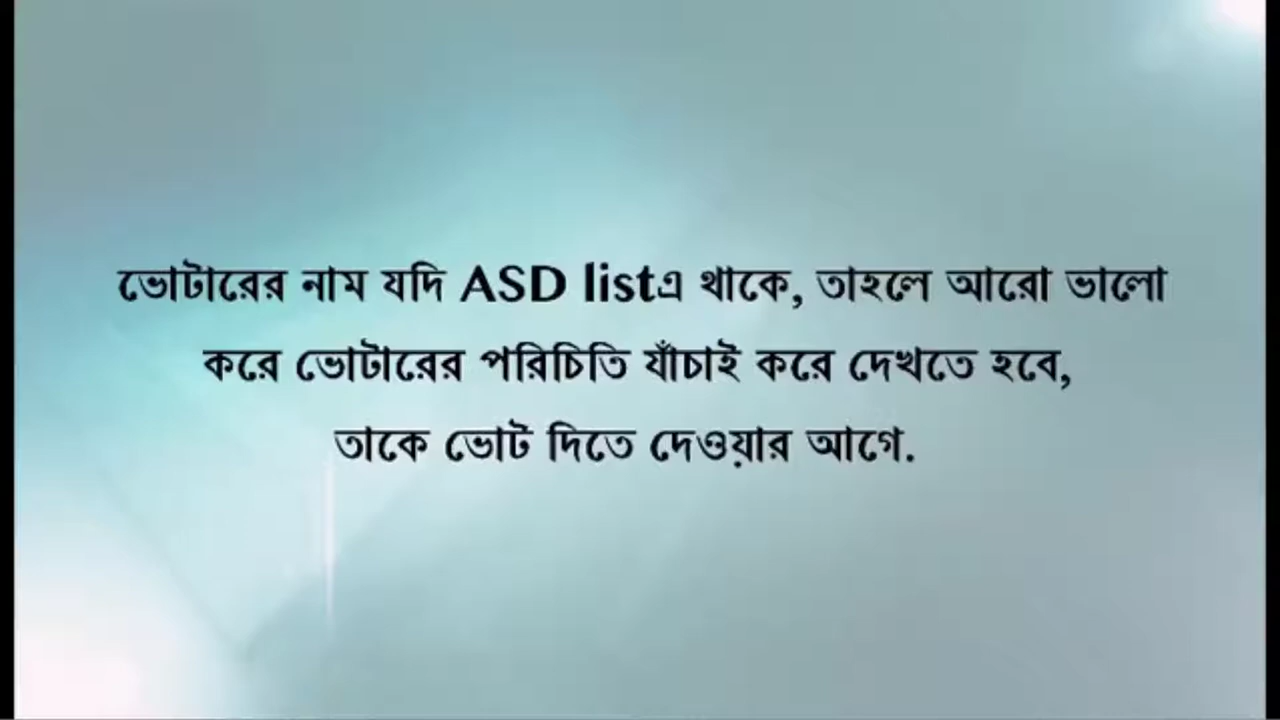 ভোটারের নাম যদি ASD listএ থাকে, তাহলে আরো ভালো
করে ভোটারের পরিচিতি যাঁচাই করে দেখতে হবে,
তাকে ভোট দিতে দেওয়ার আগে.